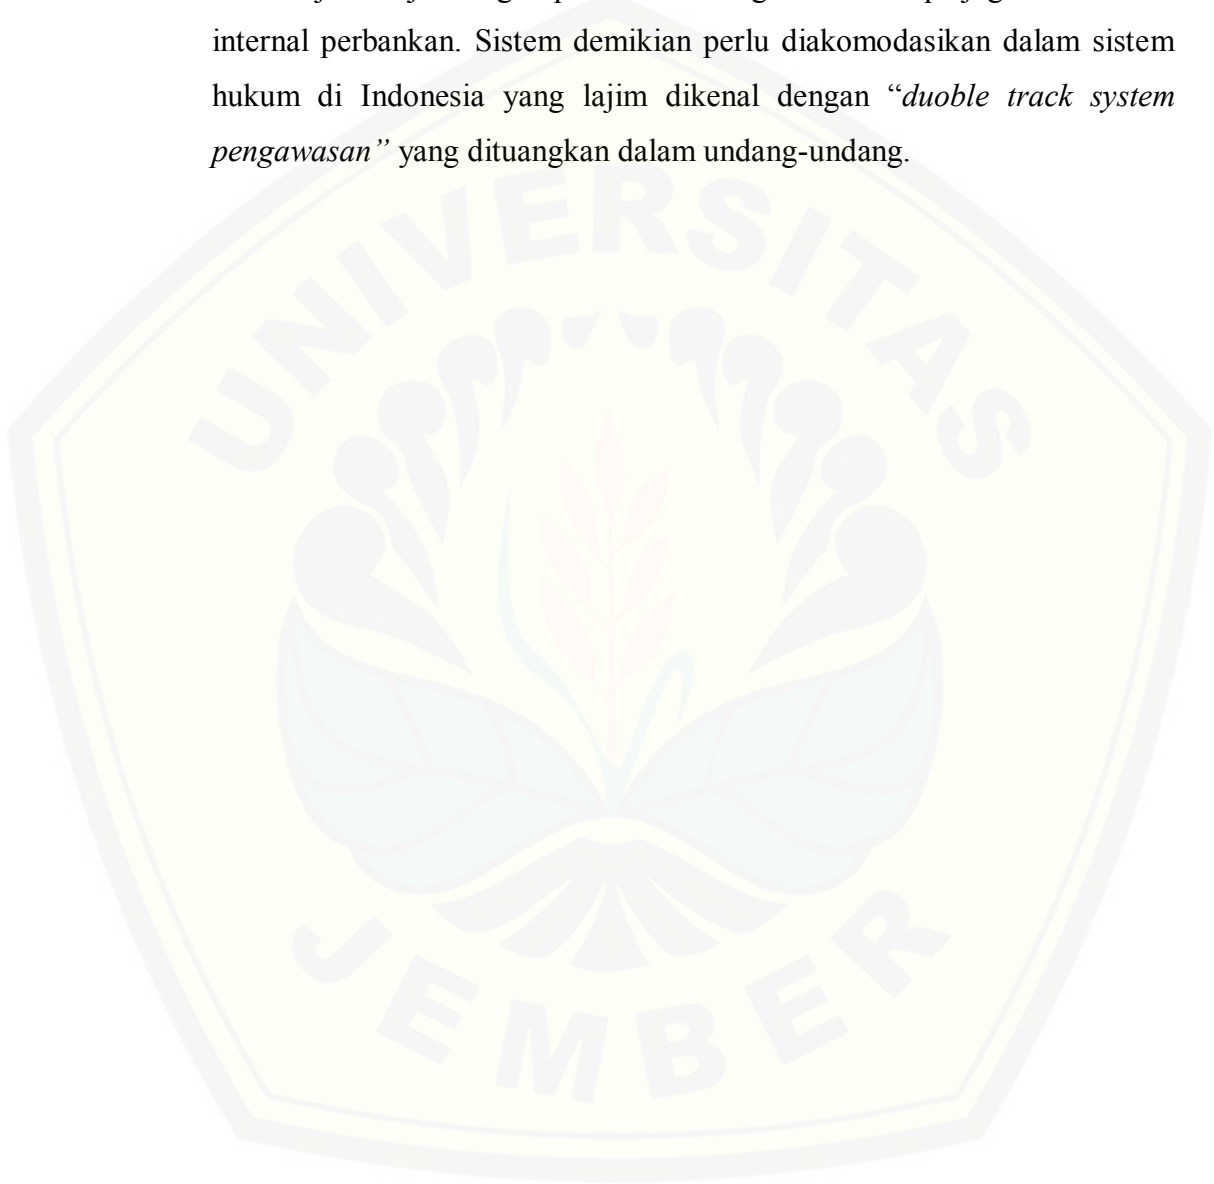 internal perbankan. Sistem demikian perlu diakomodasikan dalam sistem
hukum di Indonesia yang lajim dikenal dengan “duoble track system
pengawasan” yang dituangkan dalam undang-undang.
UNIVERSITAS
JEMBER